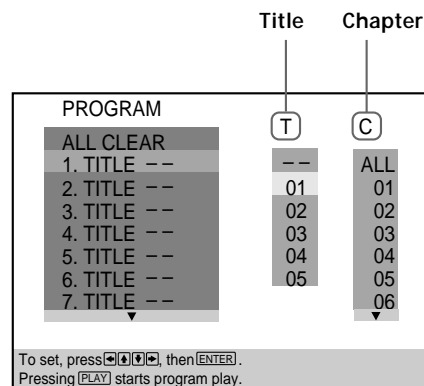 Title Chapter
PROGRAM
T C
ALL CLEAR
1. TITLE – – – – ALL
2. TITLE – – 01 01
3. TITLE – – 02 02
4. TITLE – – 03 03
5. TITLE – – 04 04
6. TITLE – – 05 05
7. TITLE – – 06
To set, press ←↑↓→, then ENTER.
Pressing PLAY starts program play.